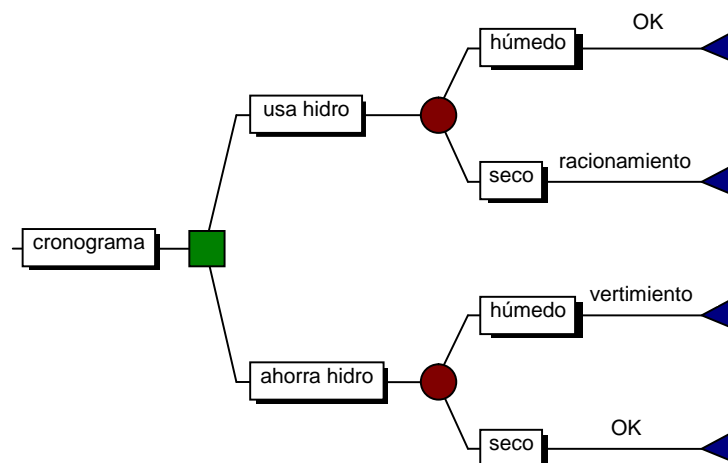 húmedo
OK
usa hidro
seco
racionamiento
cronograma
húmedo
vertimiento
ahorra hidro
seco
OK